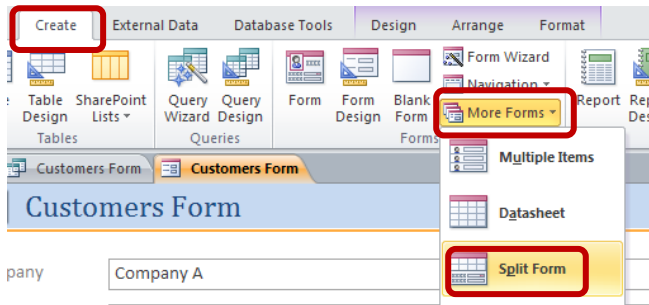 Create External Data Database Tools Design Arrange Format
Form Wizard
Navigation
Table Design SharePoint Lists Query Wizard Query Design Form Form Design Blank Form More Forms Report
Tables Queries Forms
Multiple Items
Customers Form Customers Form
Customers Form
Datasheet
Split Form
Company A